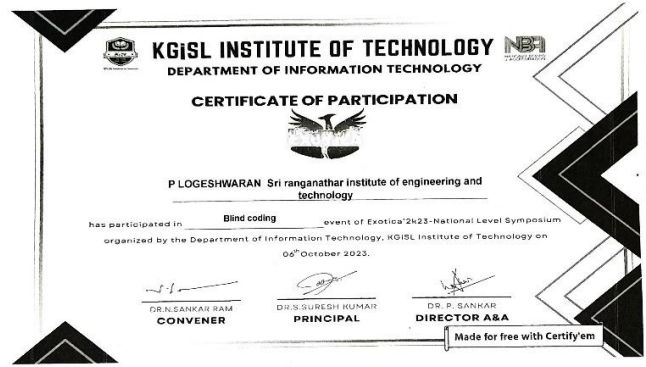 KGiSL INSTITUTE OF TECHNOLOGY
DEPARTMENT OF INFORMATION TECHNOLOGY
CERTIFICATE OF PARTICIPATION
P LOGESHWARAN Sri ranganathar institute of engineering and
technology
has participated in Blind coding event of Exotica'2k23-National Level Symposium
organized by the Department of Information Technology, KGiSL Institute of Technology on
06th October 2023.
DR.N.SANKAR RAM DR.S.SURESH KUMAR DR. P. SANKAR
CONVENER PRINCIPAL DIRECTOR A&A
Made for free with Certify'em